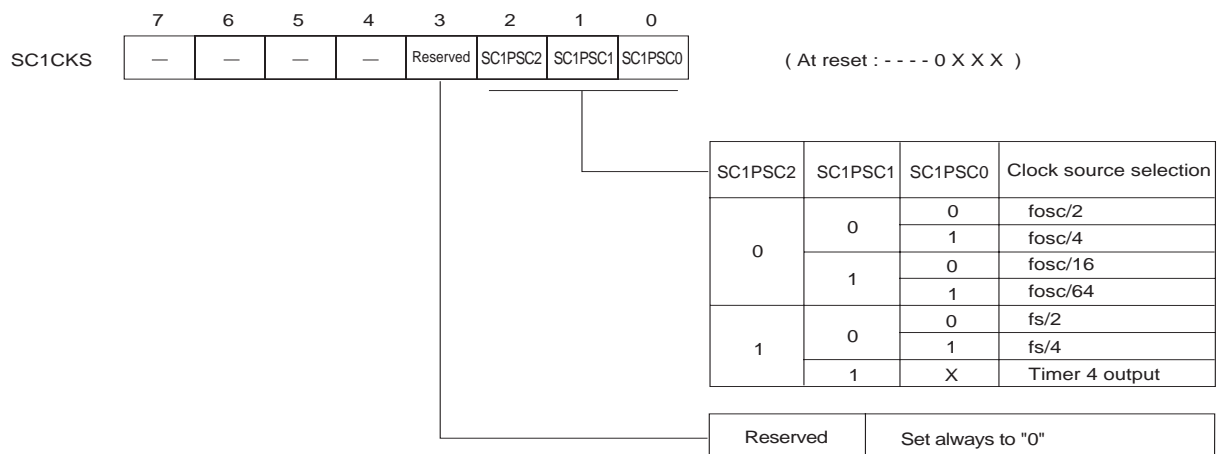 7 6 5 4 3 2 1 0
SC1CKS — — — — Reserved SC1PSC2 SC1PSC1 SC1PSC0 ( At reset : - - - - 0 X X X )
SC1PSC2 SC1PSC1 SC1PSC0 Clock source selection
0 0 0 fosc/2
1 fosc/4
1 0 fosc/16
1 fosc/64
1 0 0 fs/2
1 fs/4
1 X Timer 4 output
Reserved Set always to "0"